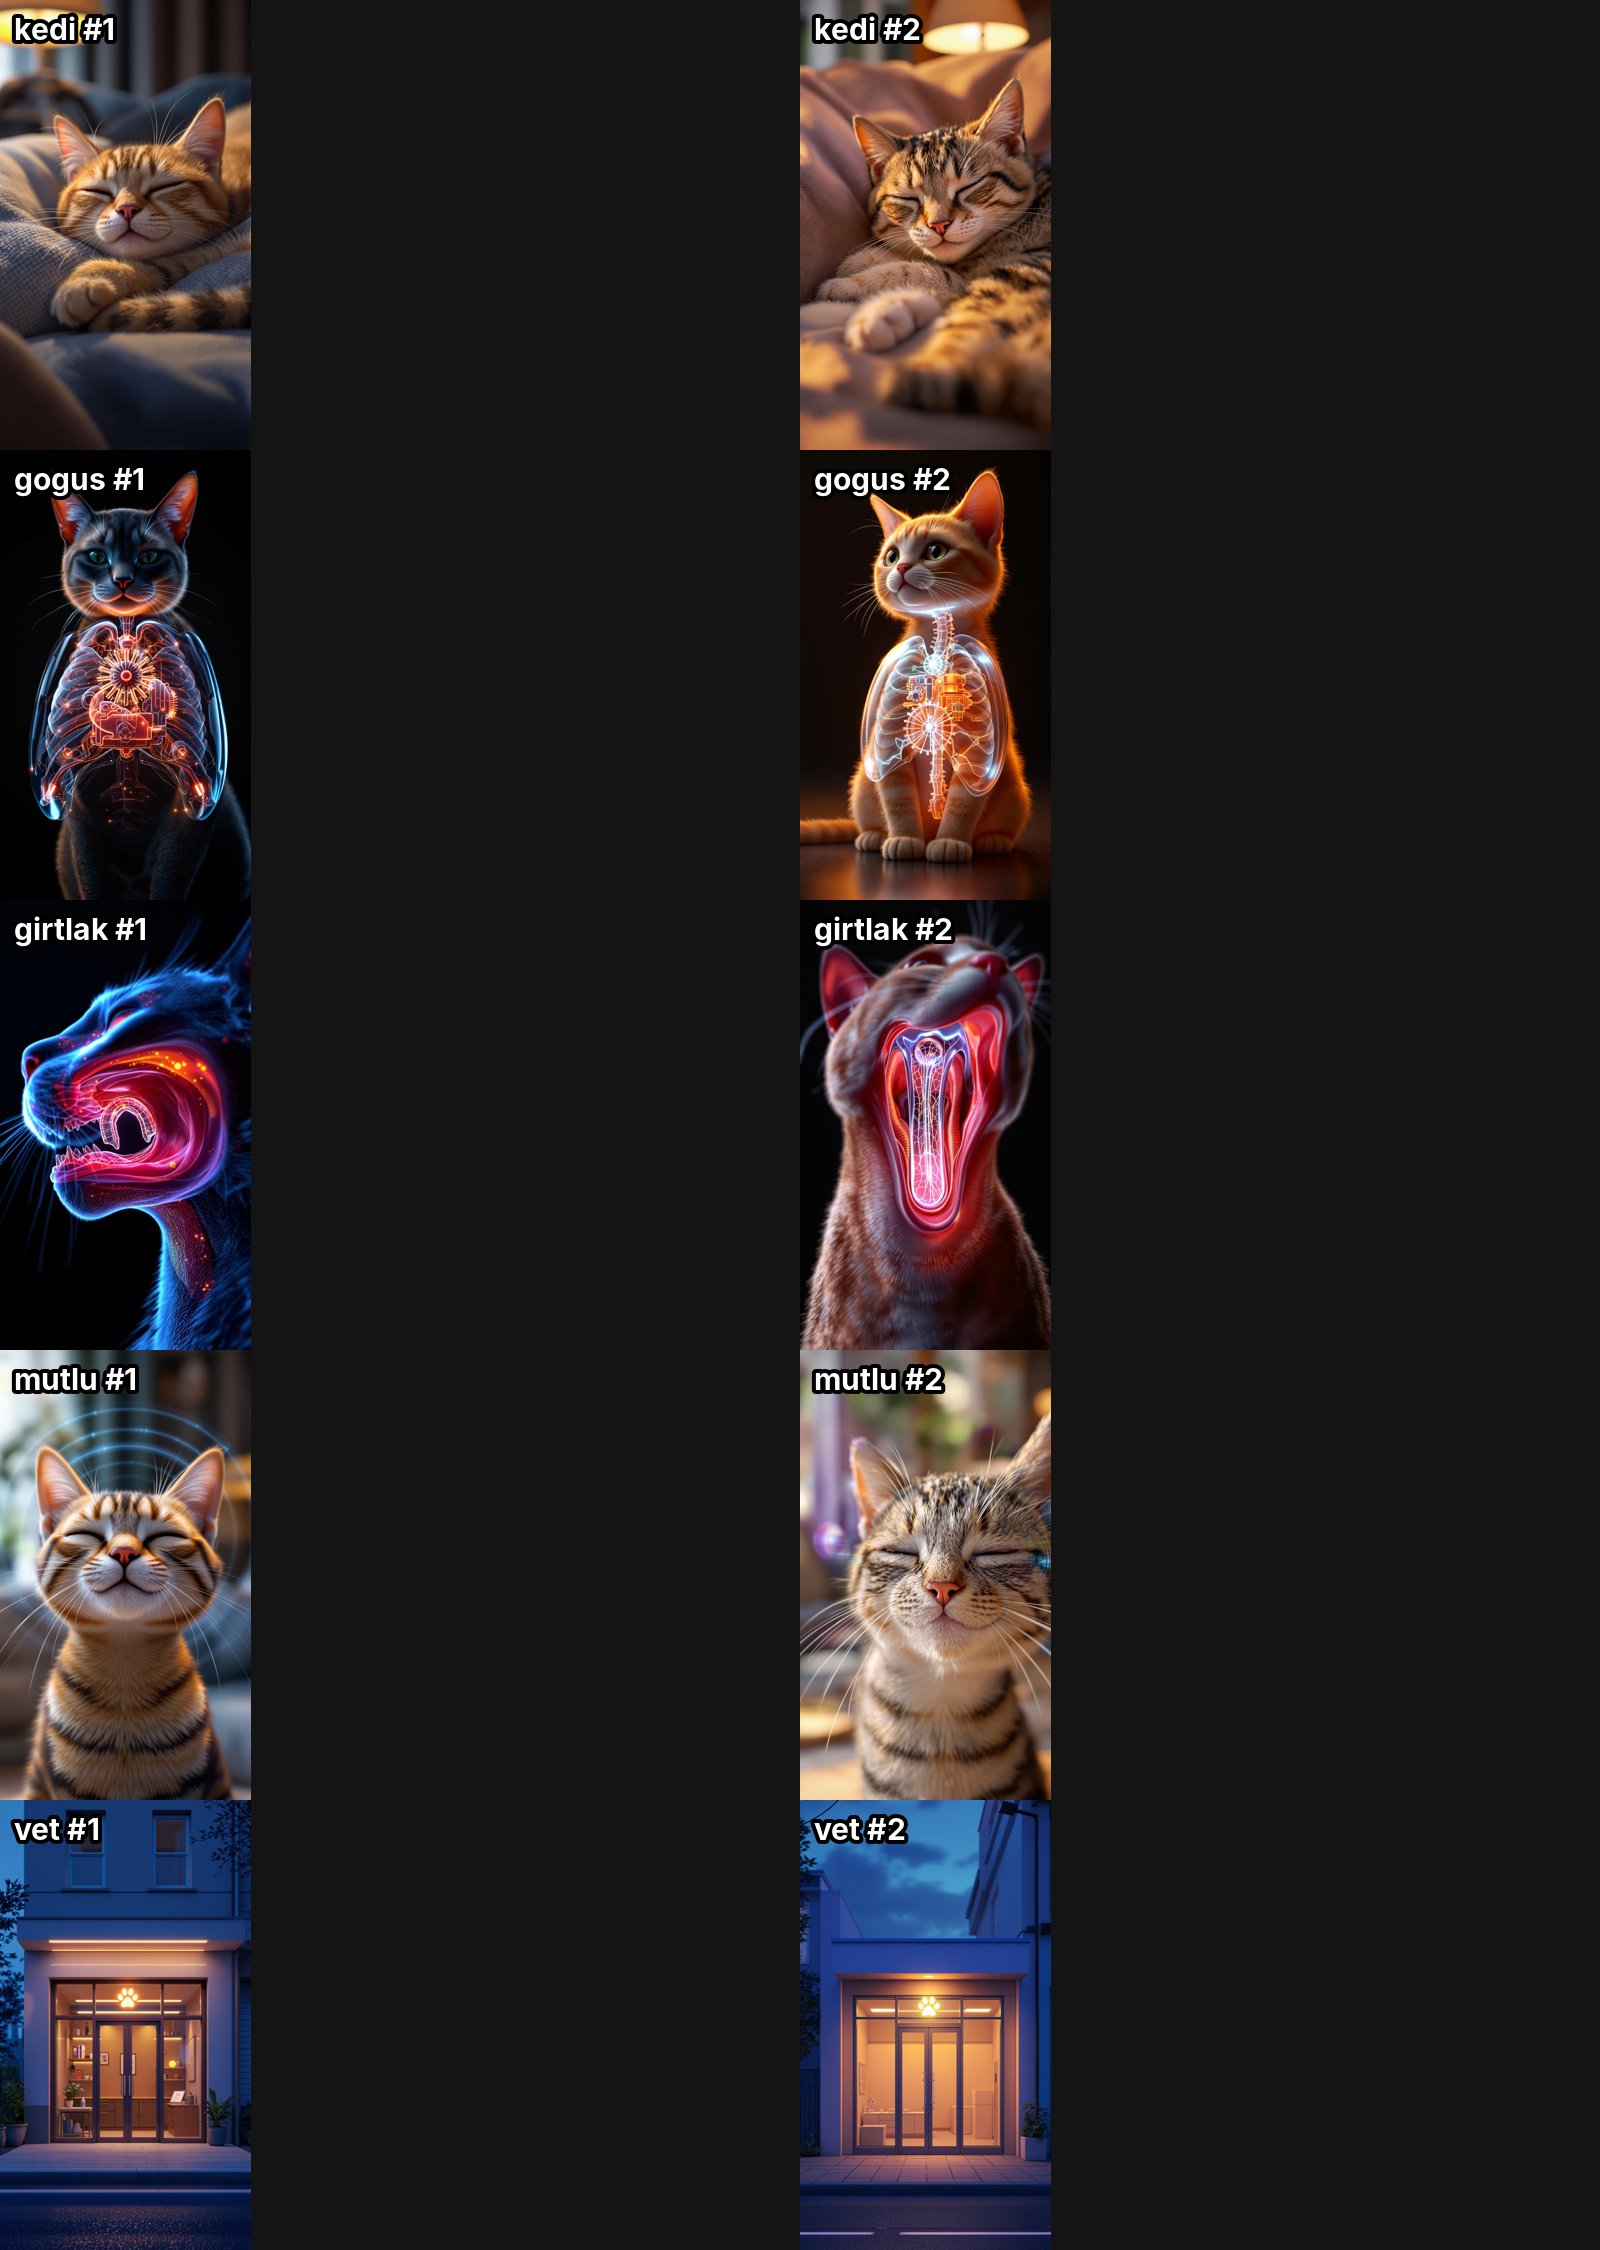 kedi #1
kedi #2
gogus #1
gogus #2
girtlak #1
girtlak #2
mutlu #1
mutlu #2
vet #1
vet #2